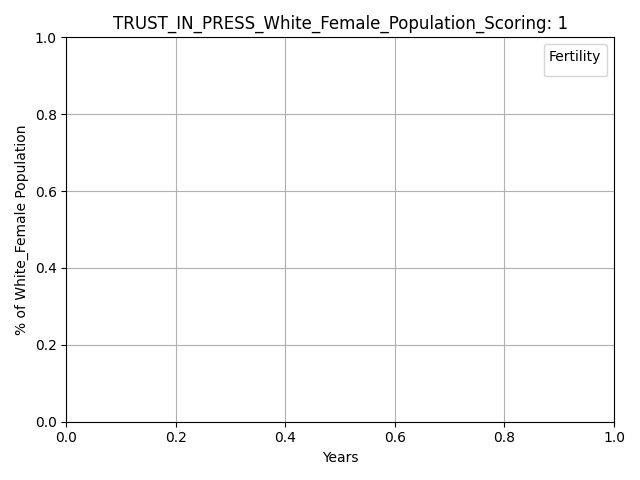 TRUST_IN_PRESS_White_Female_Population_Scoring: 1
Fertility
% of White_Female Population
1.0
0.8
0.6
0.4
0.2
0.0
0.0 0.2 0.4 0.6 0.8 1.0
Years